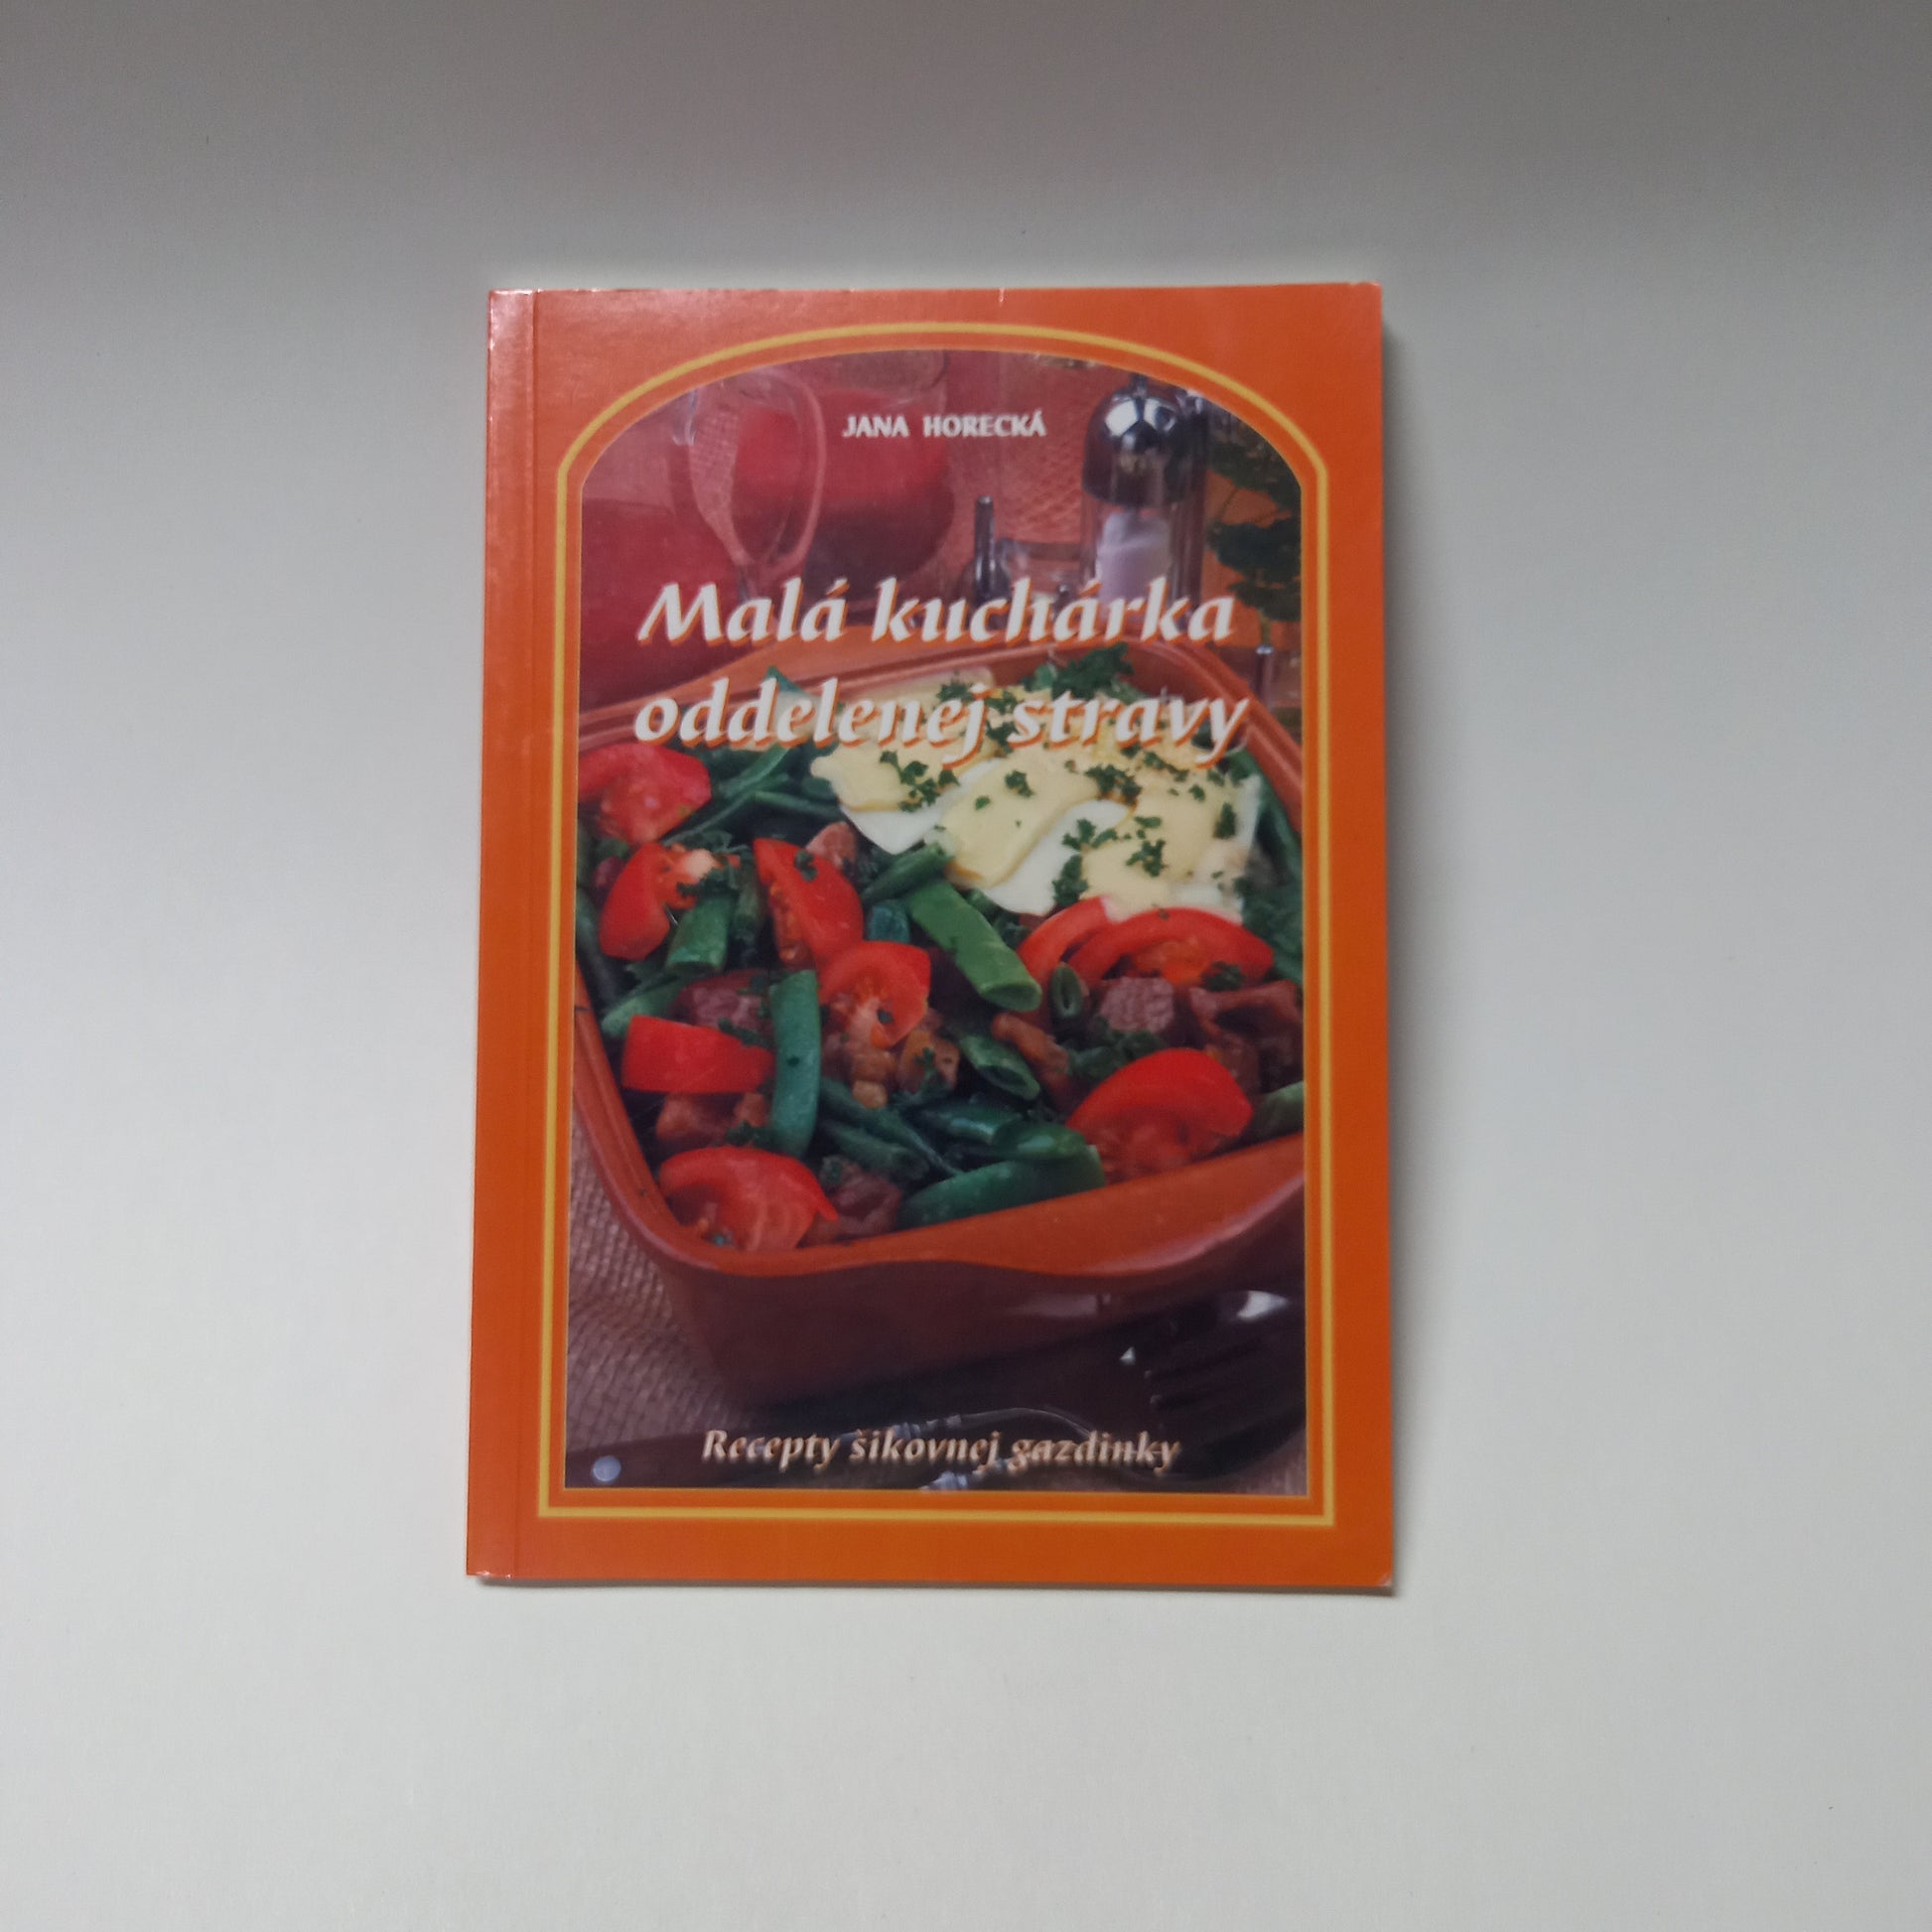 JANA HORECKÁ
Malá kuchárka
oddelenej stravy
Recepty šikovnej gazdinky